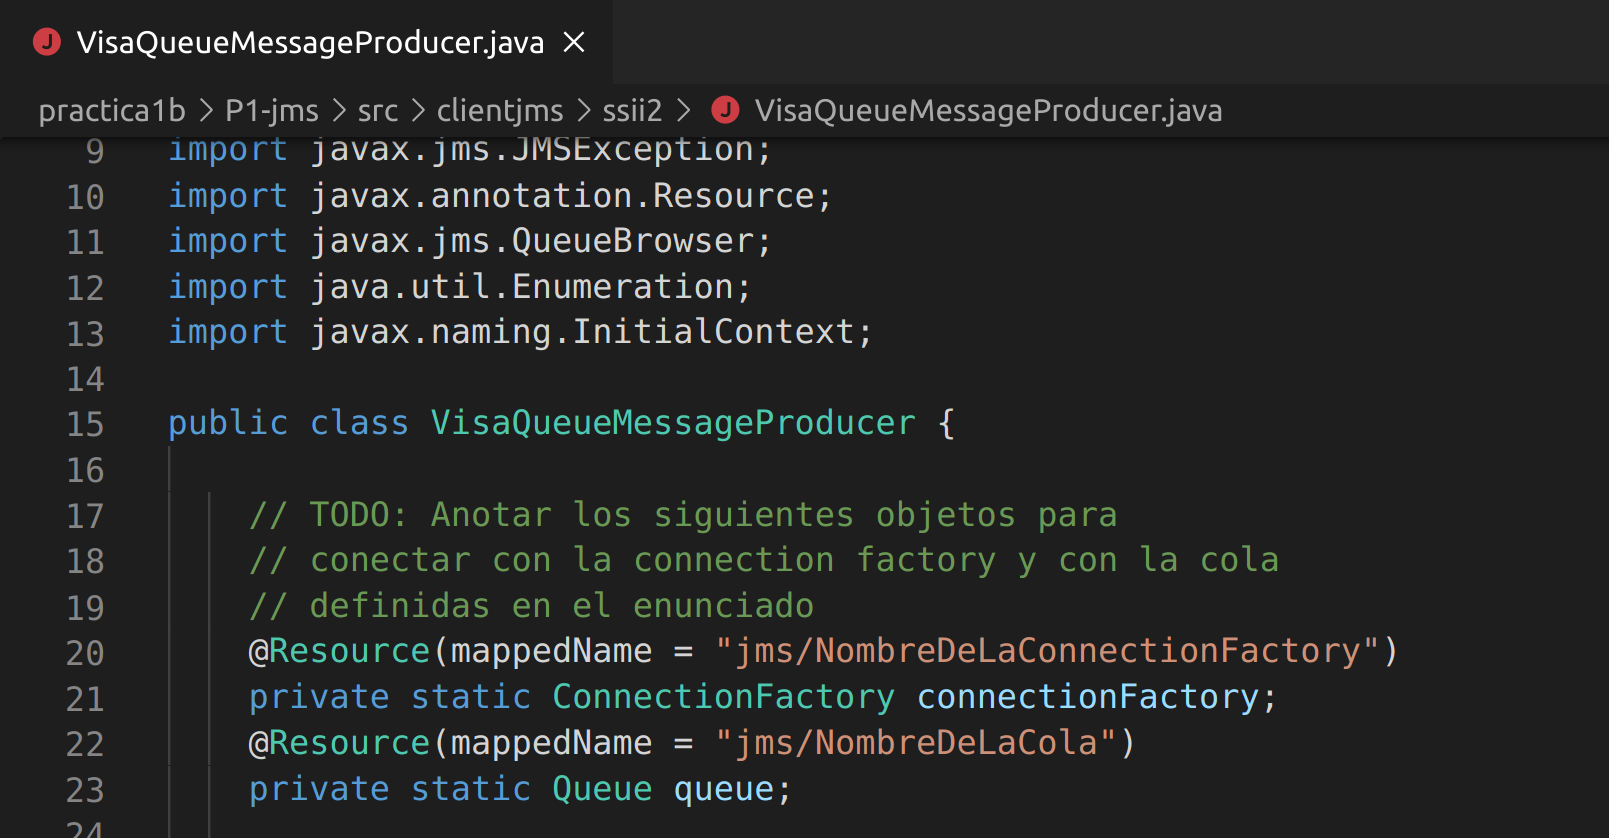 J VisaQueueMessageProducer.java ×
practica1b > P1-jms > src > clientjms > ssii2 > J VisaQueueMessageProducer.java
9 import javax.jms.JMSException;
10 import javax.annotation.Resource;
11 import javax.jms.QueueBrowser;
12 import java.util.Enumeration;
13 import javax.naming.InitialContext;
14
15 public class VisaQueueMessageProducer {
16
17 // TODO: Anotar los siguientes objetos para
18 // conectar con la connection factory y con la cola
19 // definidas en el enunciado
20 @Resource(mappedName = "jms/NombreDeLaConnectionFactory")
21 private static ConnectionFactory connectionFactory;
22 @Resource(mappedName = "jms/NombreDeLaCola")
23 private static Queue queue;
24